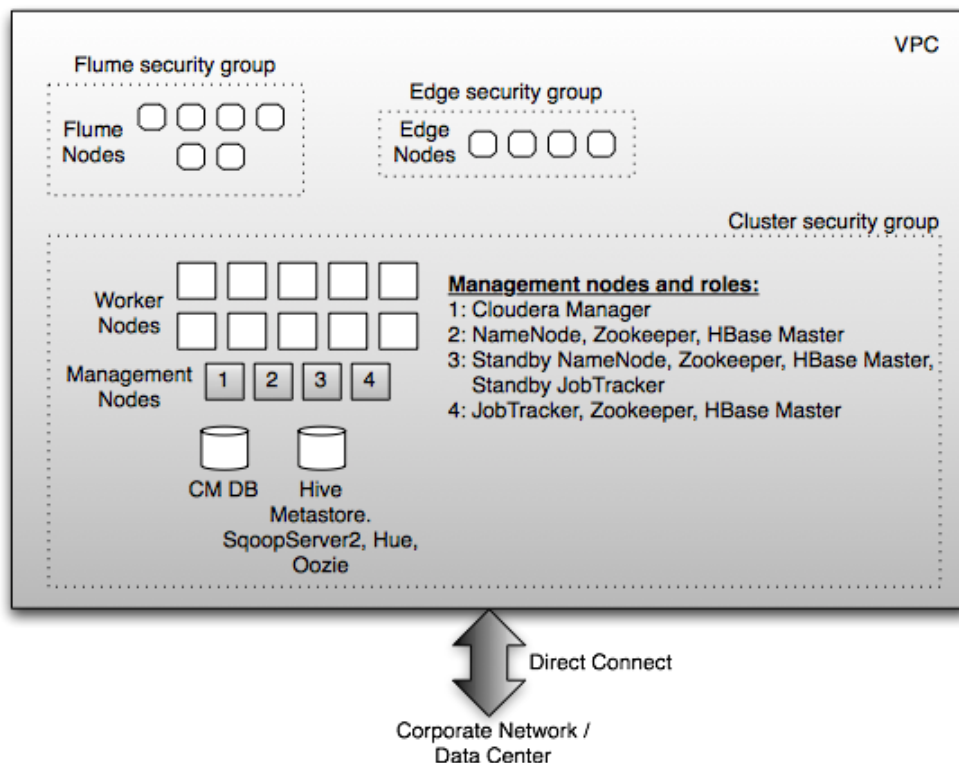 VPC
Flume security group
Flume
Nodes
Edge security group
Edge
Nodes
Cluster security group
Worker
Nodes
Management
Nodes
1 2 3 4
CM DB
Hive
Metastore.
SqoopServer2, Hue,
Oozie
Management nodes and roles:
1: Cloudera Manager
2: NameNode, Zookeeper, HBase Master
3: Standby NameNode, Zookeeper, HBase Master,
Standby JobTracker
4: JobTracker, Zookeeper, HBase Master
Direct Connect
Corporate Network /
Data Center